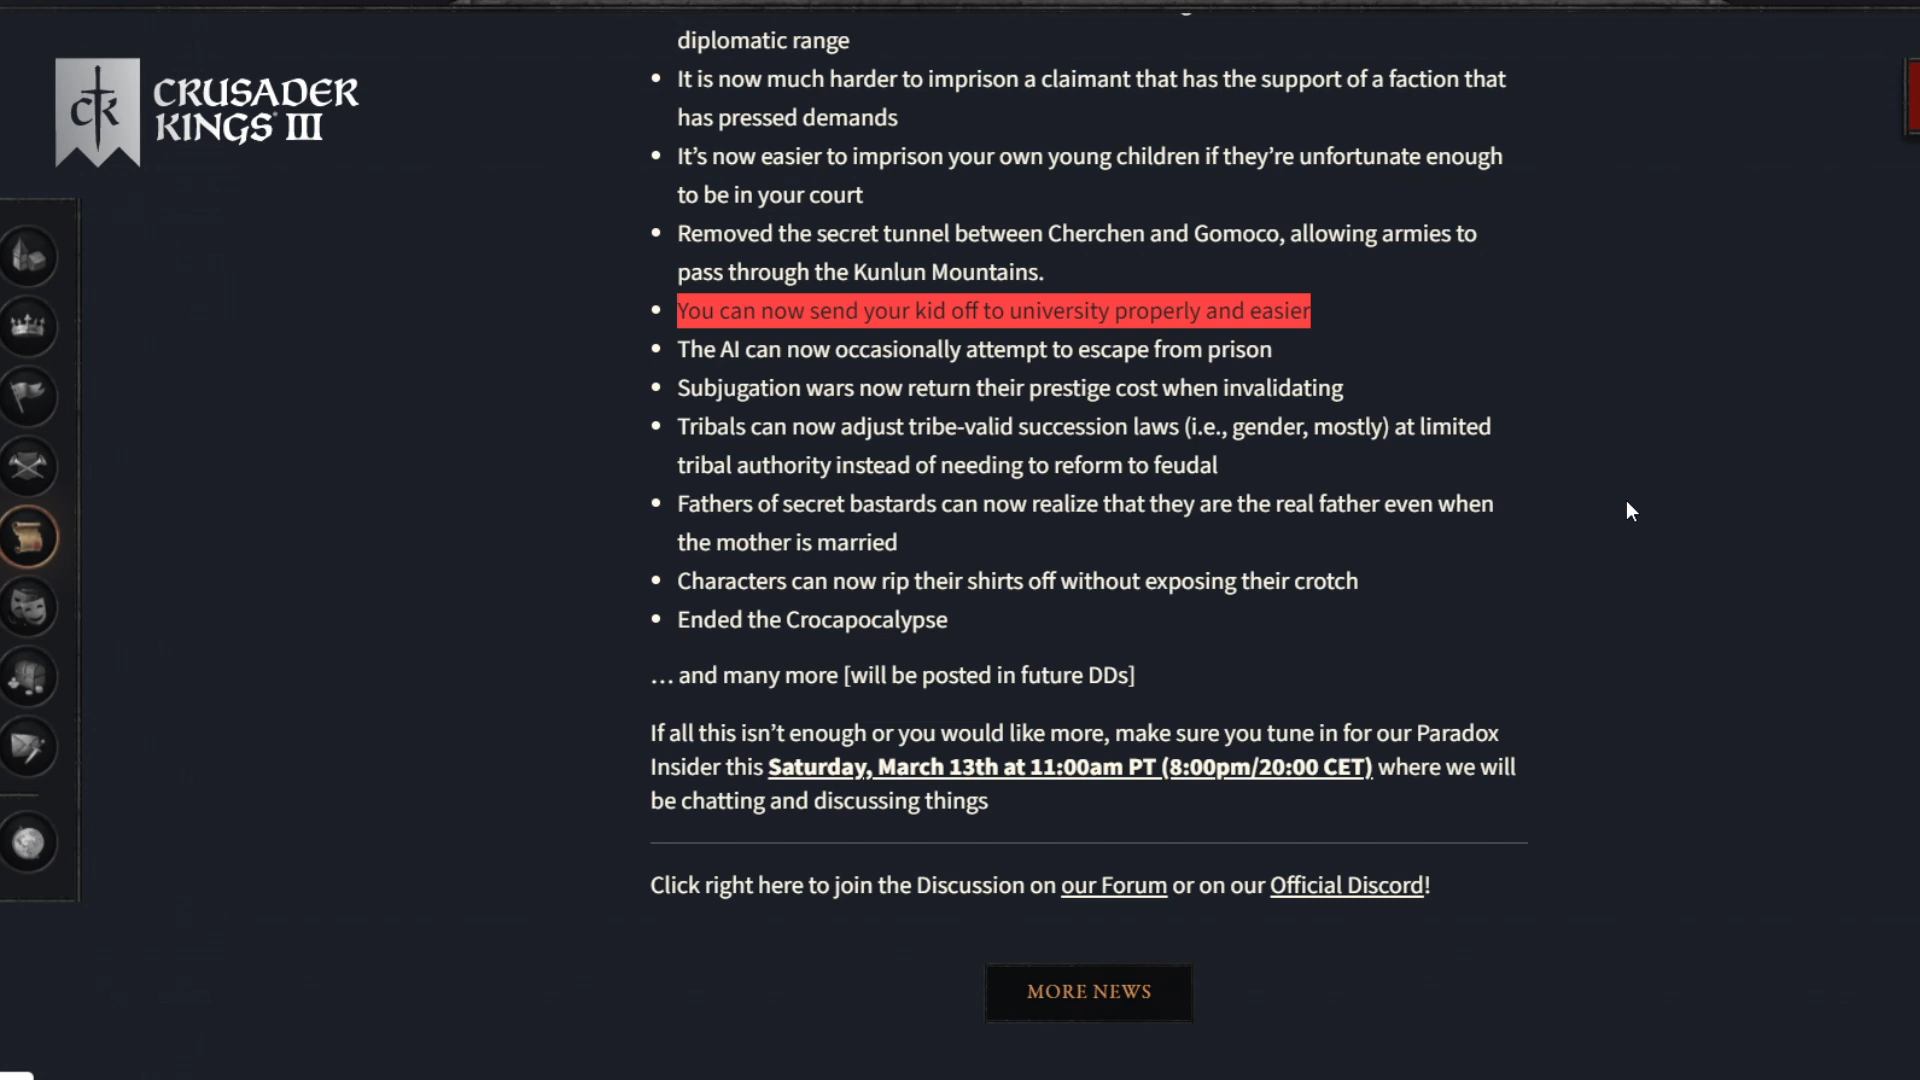 CRUSADER
KINGS III
diplomatic range
• It is now much harder to imprison a claimant that has the support of a faction that
has pressed demands
• It’s now easier to imprison your own young children if they’re unfortunate enough
to be in your court
• Removed the secret tunnel between Cherchen and Gomoco, allowing armies to
pass through the Kunlun Mountains.
• You can now send your kid off to university properly and easier
• The AI can now occasionally attempt to escape from prison
• Subjugation wars now return their prestige cost when invalidating
• Tribals can now adjust tribe-valid succession laws (i.e., gender, mostly) at limited
tribal authority instead of needing to reform to feudal
• Fathers of secret bastards can now realize that they are the real father even when
the mother is married
• Characters can now rip their shirts off without exposing their crotch
• Ended the Crocapocalypse
… and many more [will be posted in future DDs]
If all this isn’t enough or you would like more, make sure you tune in for our Paradox
Insider this Saturday, March 13th at 11:00am PT (8:00pm/20:00 CET) where we will
be chatting and discussing things
Click right here to join the Discussion on our Forum or on our Official Discord!
MORE NEWS